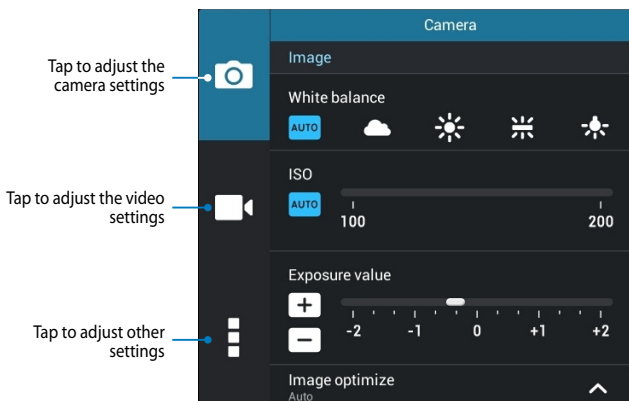 Camera
Tap to adjust the
camera settings
Image
White balance
AUTO
Tap to adjust the video
settings
ISO
AUTO
100 200
Exposure value
-2 -1 0 +1 +2
Tap to adjust other
settings
Image optimize
Auto